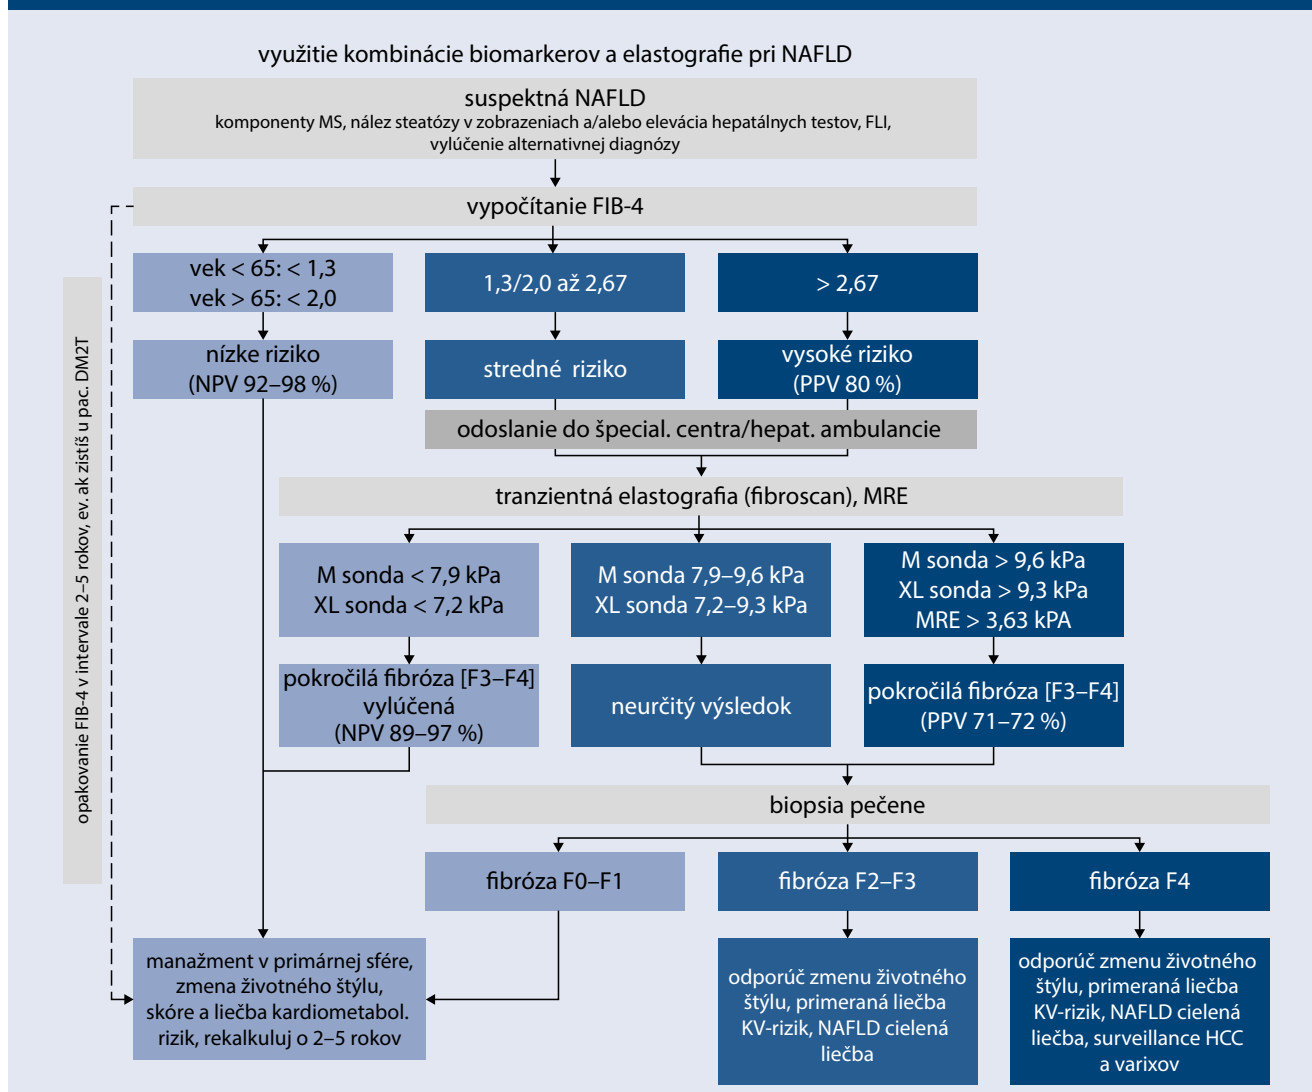 využitie kombinácie biomarkerov a elastografie pri NAFLD
suspektná NAFLD
komponenty MS, nález steatózy v zobrazeniach a/alebo elevácia hepatálnych testov, FLI,
vylúčenie alternatívnej diagnózy
vypočítanie FIB-4
vek < 65: < 1,3
vek > 65: < 2,0
1,3/2,0 až 2,67
> 2,67
nízke riziko
(NPV 92–98 %)
stredné riziko
vysoké riziko
(PPV 80 %)
odoslanie do špecial. centra/hepat. ambulancie
tranzientná elastografia (fibroscan), MRE
M sonda < 7,9 kPa
XL sonda < 7,2 kPa
M sonda 7,9–9,6 kPa
XL sonda 7,2–9,3 kPa
M sonda > 9,6 kPa
XL sonda > 9,3 kPa
MRE > 3,63 kPA
pokročilá fibróza [F3–F4]
vylúčená
(NPV 89–97 %)
neurčitý výsledok
pokročilá fibróza [F3–F4]
(PPV 71–72 %)
opakovanie FIB-4 v intervale 2–5 rokov, ev. ak zistíš u pac. DM2T
biopsia pečene
fibróza F0–F1
fibróza F2–F3
fibróza F4
manažment v primárnej sfére,
zmena životného štýlu,
skóre a liečba kardiometabol.
rizik, rekalkuluj o 2–5 rokov
odporúč zmenu životného
štýlu, primeraná liečba
KV-rizik, NAFLD cielená
liečba
odporúč zmenu životného
štýlu, primeraná liečba
KV-rizik, NAFLD cielená
liečba, surveillance HCC
a varixov